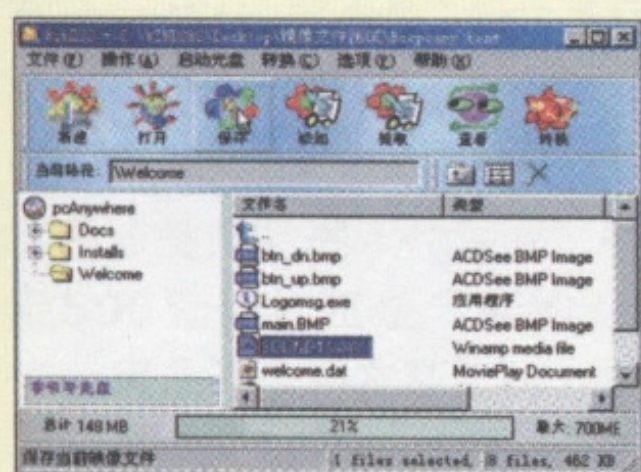 文件(F) 操作(A) 启动光盘 转换(C) 选项(P) 帮助(H)
新建 打开 保存 添加 提取 查看 转换
当前路径: \Welcome
pcAnywhere
Docs
Installs
Welcome
文件名 类型
..
btn_dn.bmp ACDSee BMP Image
btn_up.bmp ACDSee BMP Image
Logomsg.exe 应用程序
main.BMP ACDSee BMP Image
Winamp media file
welcome.dat MoviePlay Document
总计 148 MB 21% 最大: 700ME
保存当前映像文件 1 files selected, 8 files, 462 KB